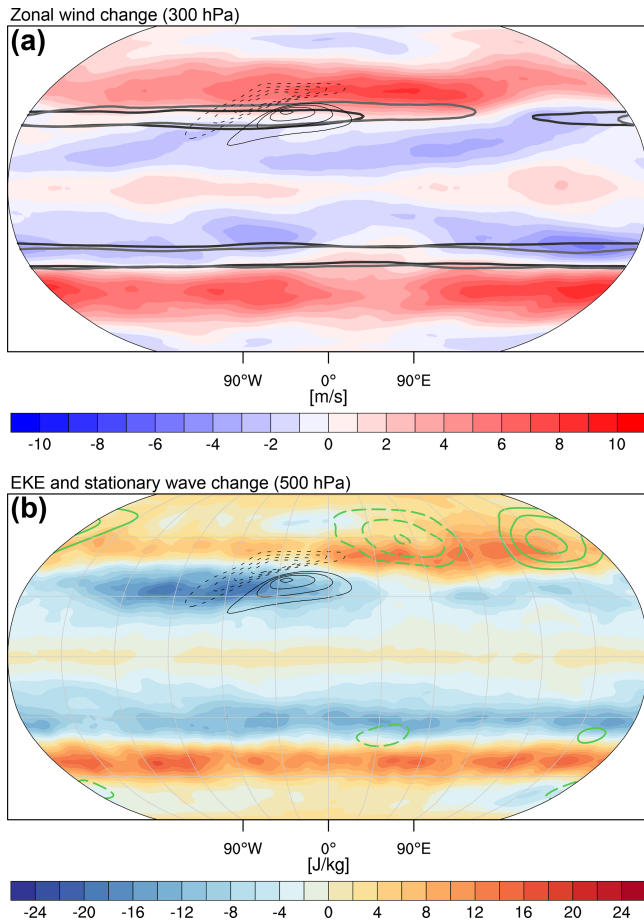 Zonal wind change (300 hPa)
(a)
90°W 0° 90°E
[m/s]
-10 -8 -6 -4 -2 0 2 4 6 8 10
EKE and stationary wave change (500 hPa)
(b)
90°W 0° 90°E
[J/kg]
-24 -20 -16 -12 -8 -4 0 4 8 12 16 20 24